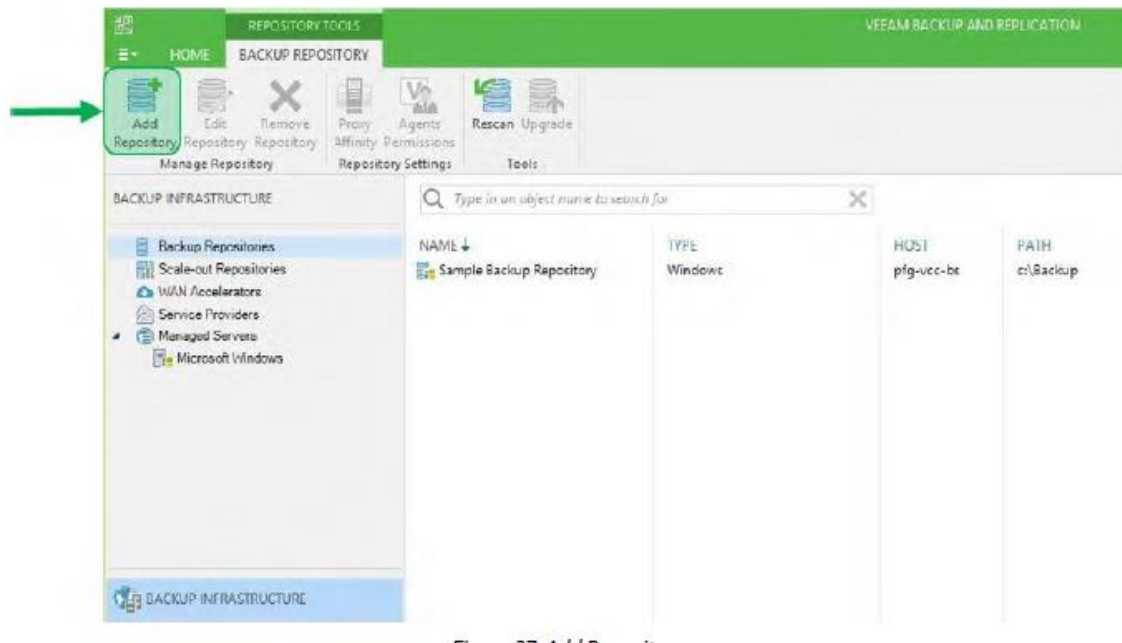 REPOSITORY TOOLS
VEEAM BACKUP AND REPLICATION
HOME BACKUP REPOSITORY
Add Repository
Edit Repository
Remove Repository
Proxy Affinity
Agents Permissions
Rescan
Upgrade
Manage Repository
Repository Settings
Tools
BACKUP INFRASTRUCTURE
Type in an object name to search for
Backup Repositories
Scale-out Repositories
WAN Accelerators
Service Providers
Managed Servers
Microsoft Windows
NAME TYPE HOST PATH
Sample Backup Repository Windows c:\Backup
BACKUP INFRASTRUCTURE